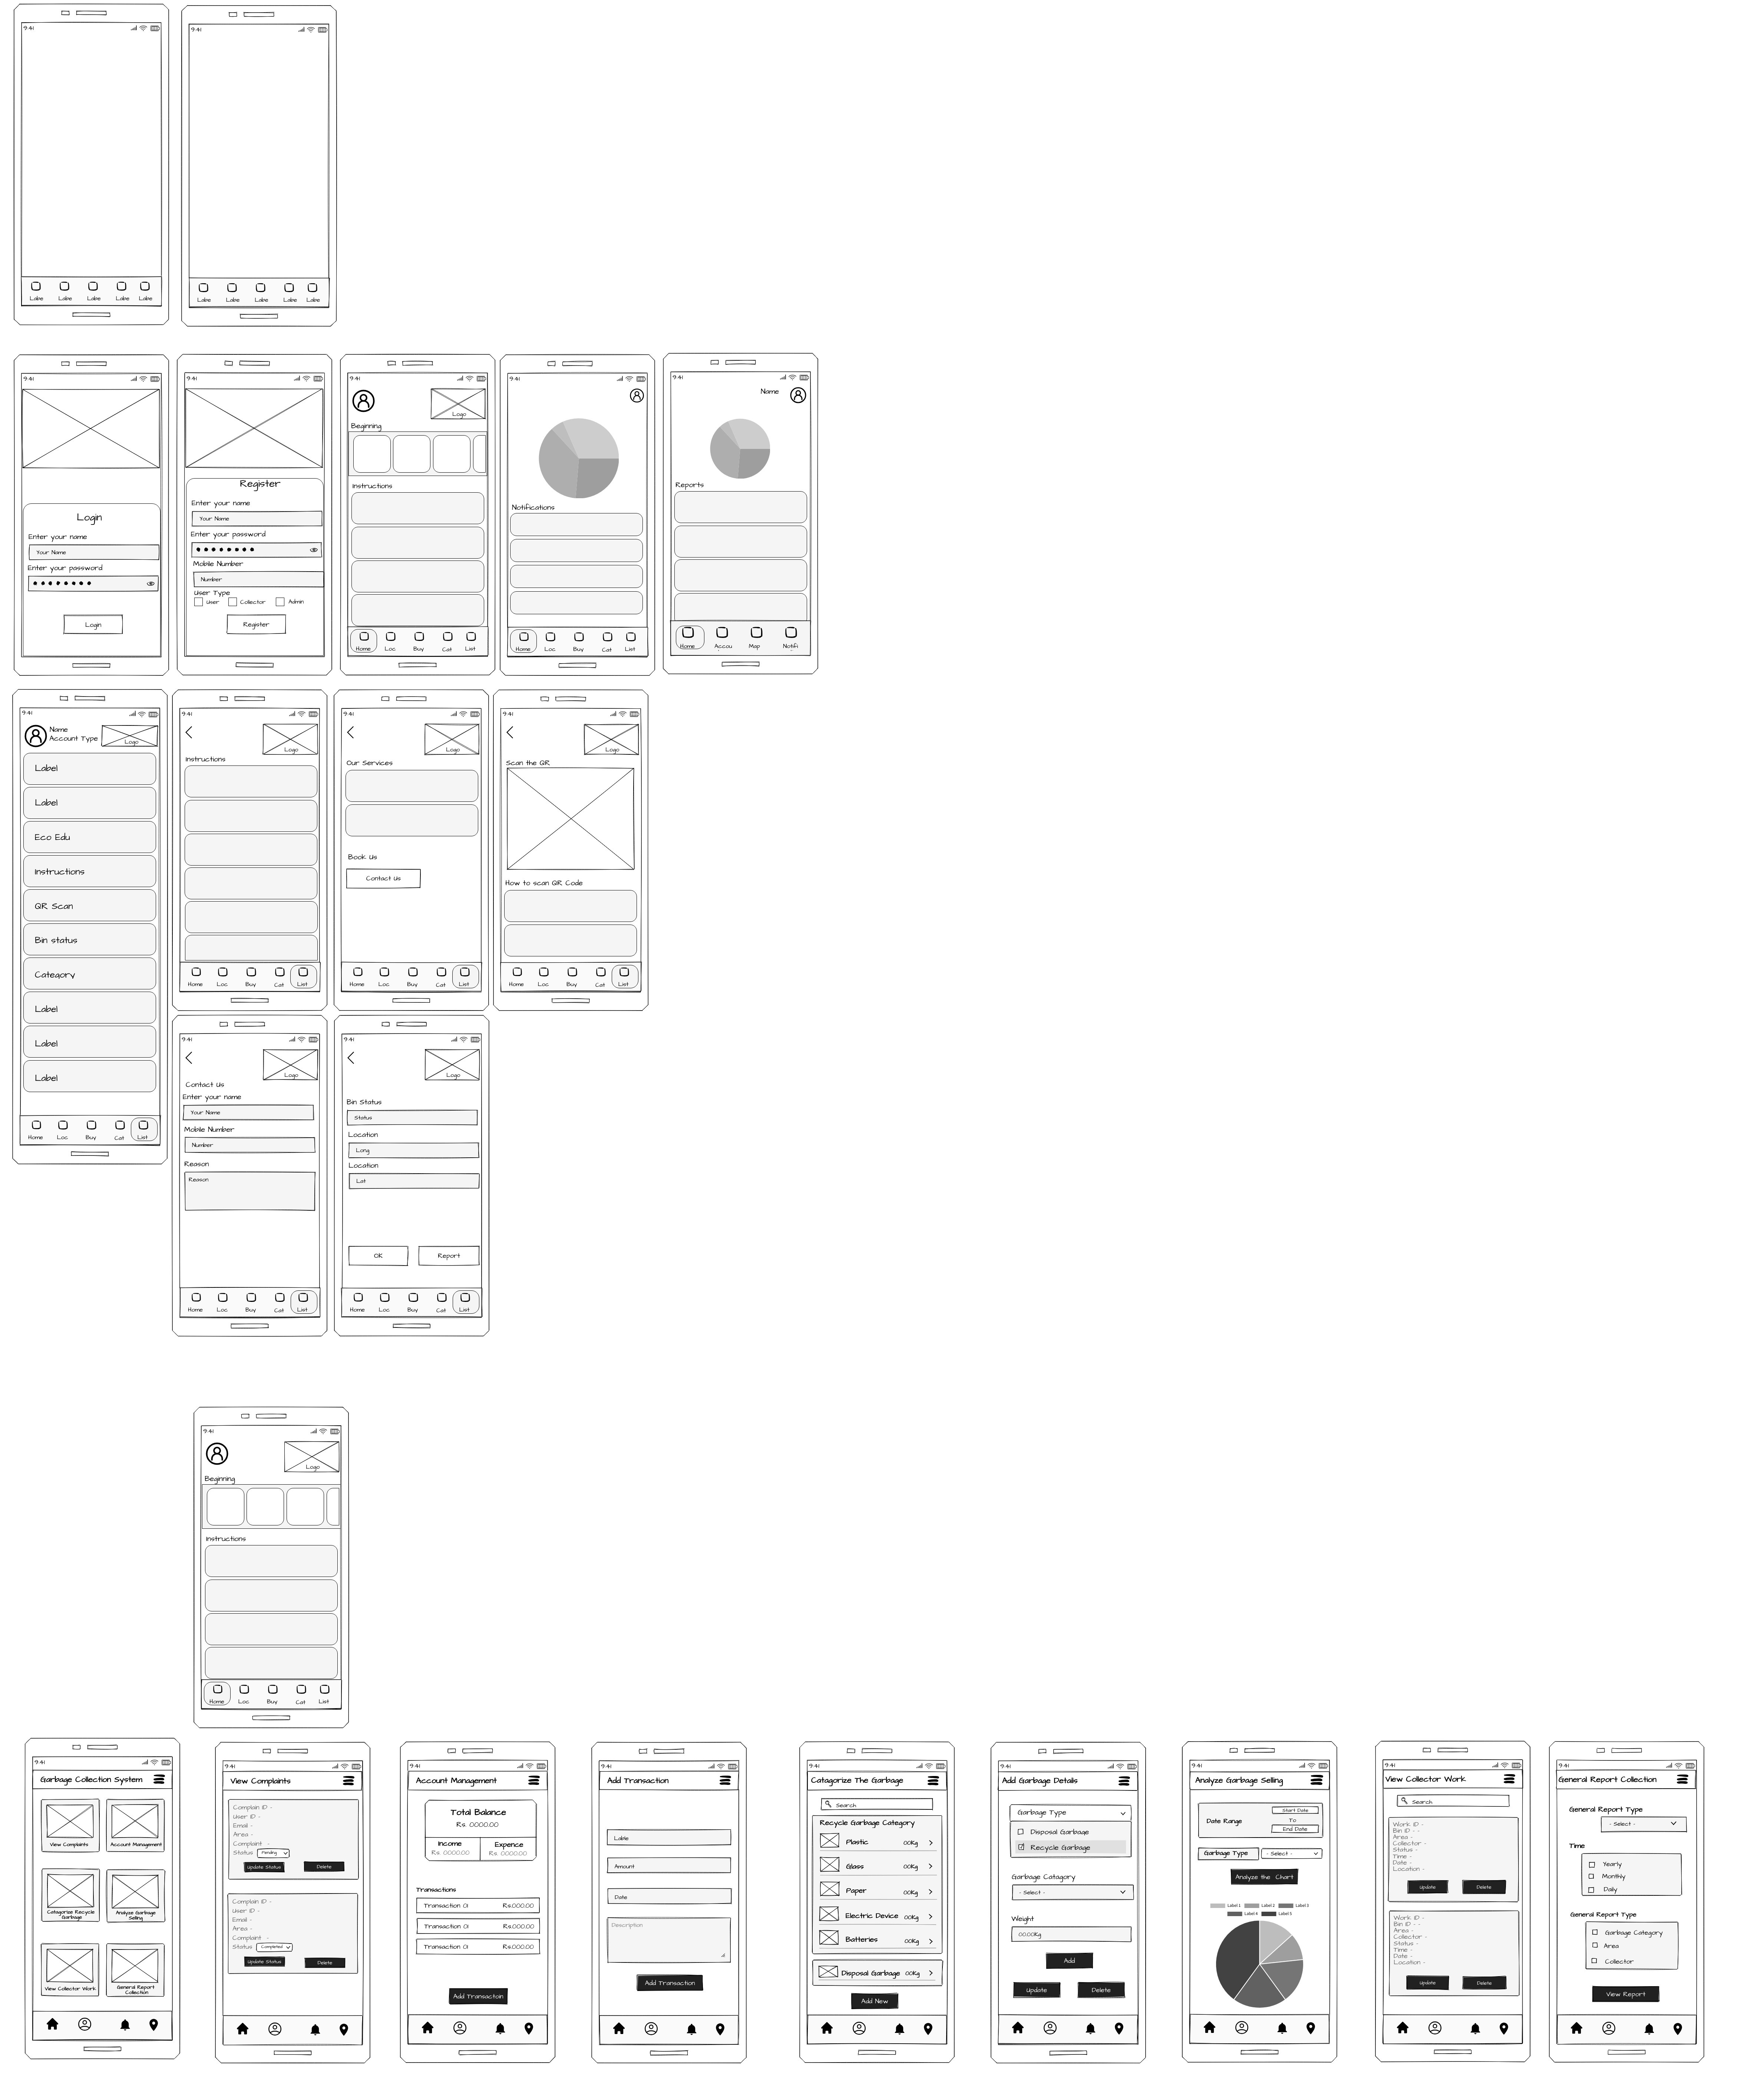 9:41
Labe Labe Labe Labe Labe
9:41
Labe Labe Labe Labe Labe
9:41
Login
Enter your name
Your Name
Enter your password
Login
9:41
Register
Enter your name
Your Name
Enter your password
Mobile Number
Number
User Type
User Collector Admin
Register
9:41
Logo
Beginning
Instructions
Home Loc Buy Cat List
9:41
Notifications
Home Loc Buy Cat List
9:41
Name
Reports
Home Accou Map Notifi
9:41
Name
Account Type
Logo
Label
Label
Eco Edu
Instructions
QR Scan
Bin status
Category
Label
Label
Label
Home Loc Buy Cat List
9:41
Logo
Instructions
Home Loc Buy Cat List
9:41
Logo
Our Services
Book Us
Contact Us
Home Loc Buy Cat List
9:41
Logo
Scan the QR
How to scan QR Code
Home Loc Buy Cat List
9:41
Logo
Contact Us
Enter your name
Your Name
Mobile Number
Number
Reason
Reason
Home Loc Buy Cat List
9:41
Logo
Bin Status
Status
Location
Long
Location
Lat
OK Report
Home Loc Buy Cat List
9:41
Logo
Beginning
Instructions
Home Loc Buy Cat List
9:41
Garbage Collection System
View Complaints Account Management
Catagorize Recycle
Garbage
Analyze Garbage
Selling
View Collector Work
General Report
Collection
9:41
View Complaints
Complain ID -
User ID -
Email -
Area -
Complaint -
Status Pending
Update Status Delete
Complain ID -
User ID -
Email -
Area -
Complaint -
Status Completed
Update Status Delete
9:41
Account Management
Total Balance
Rs. 0000.00
Income Expence
Rs. 0000.00 Rs. 0000.00
Transactions
Transaction 01 Rs.000.00
Transaction 01 Rs.000.00
Transaction 01 Rs.000.00
Add Transactoin
9:41
Add Transaction
Lable
Amount
Date
Description
Add Transaction
9:41
Catagorize The Garbage
Search
Recycle Garbage Category
Plastic 00Kg
Glass 00Kg
Paper 00Kg
Electric Device 00Kg
Batteries 00Kg
Disposal Garbage 00Kg
Add New
9:41
Add Garbage Details
Garbage Type
Disposal Garbage
Recycle Garbage
Garbage Catagory
- Select -
Weight
00.00Kg
Add
Update Delete
9:41
Analyze Garbage Selling
Date Range
Start Date
To
End Date
Garbage Type - Select -
Analyze the Chart
Label 1 Label 2 Label 3
Label 4 Label 5
9:41
View Collector Work
Search
Work ID - -
Bin ID - -
Area -
Collector -
Status -
Time -
Date -
Location -
Update Delete
Work ID - -
Bin ID - -
Area -
Collector -
Status -
Time -
Date -
Location -
Update Delete
9:41
General Report Collection
General Report Type
- Select -
Time
Yearly
Monthly
Daily
General Report Type
Garbage Category
Area
Collector
View Report